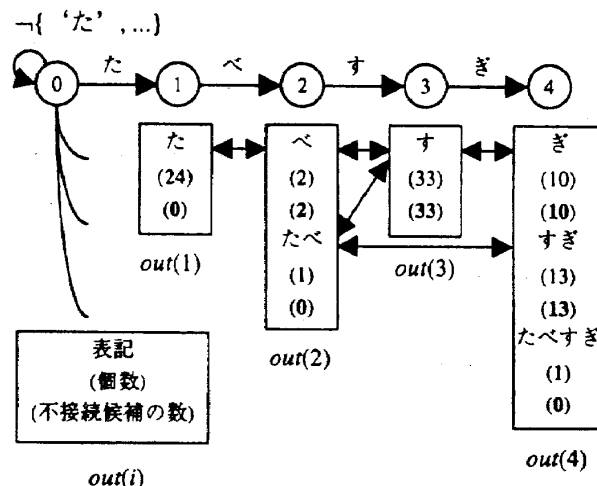 ¬{ 'た' , ...}
0 た 1 べ 2 す 3 ぎ 4
た
(24)
(0)
out(1)
べ
(2)
(2)
たべ
(1)
(0)
out(2)
す
(33)
(33)
out(3)
ぎ
(10)
(10)
すぎ
(13)
(13)
たべすぎ
(1)
(0)
out(4)
表記
(個数)
(不接続候補の数)
out(i)